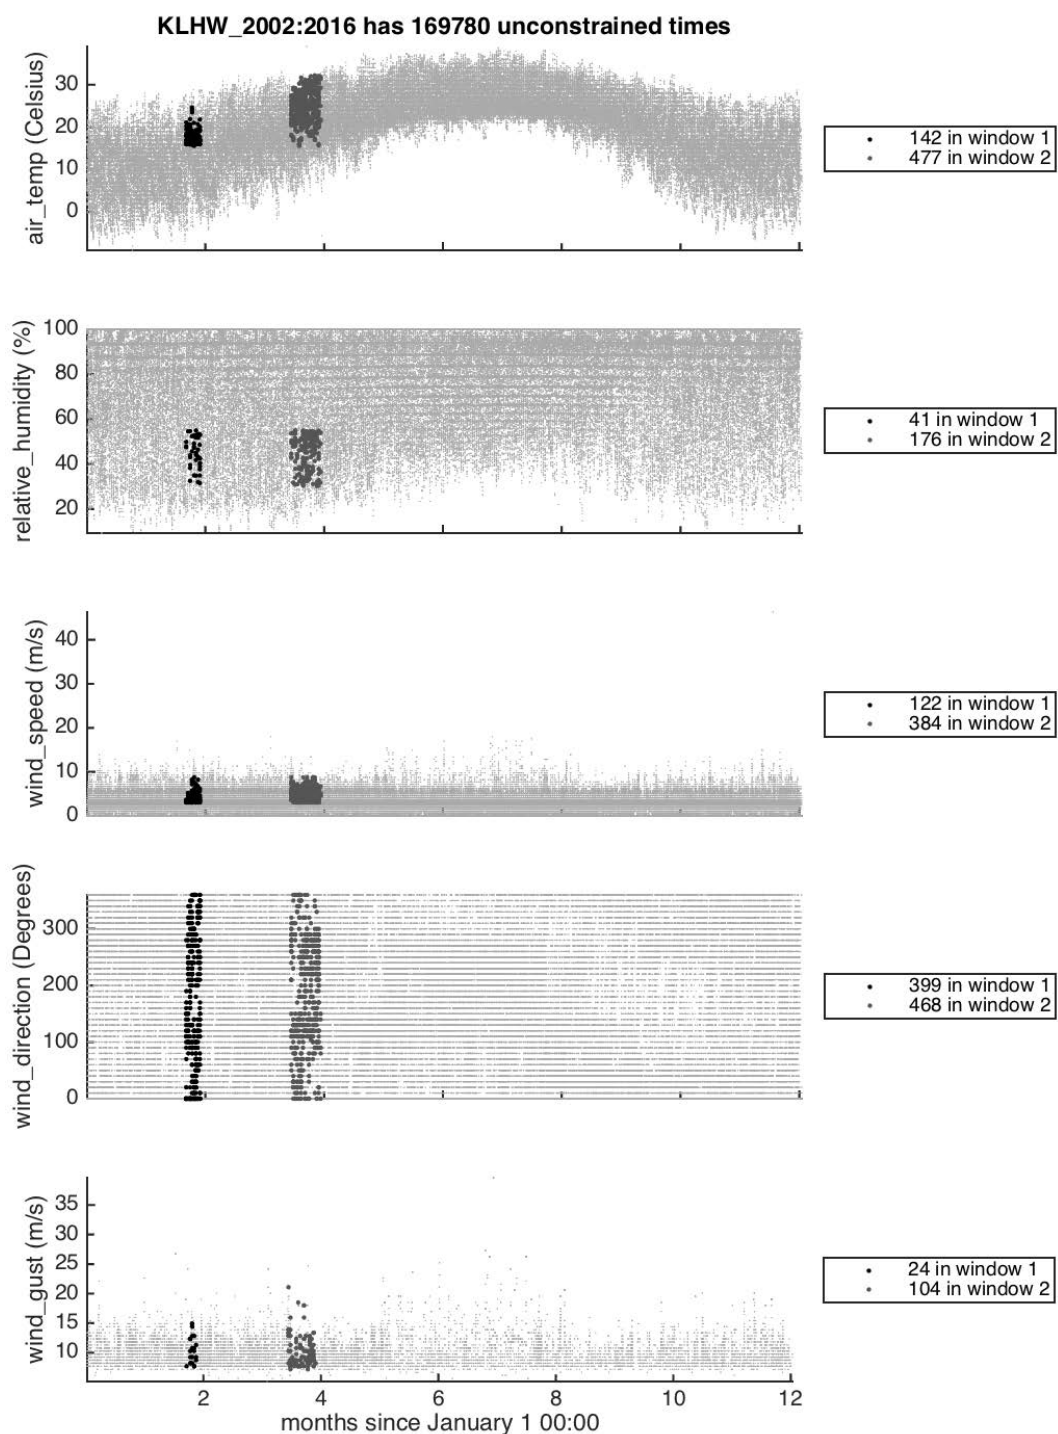 KLHW_2002:2016 has 169780 unconstrained times
air_temp (Celsius)
30
20
10
0
142 in window 1
477 in window 2
relative_humidity (%)
100
80
60
40
20
41 in window 1
176 in window 2
wind_speed (m/s)
40
30
20
10
0
122 in window 1
384 in window 2
wind_direction (Degrees)
300
200
100
0
399 in window 1
468 in window 2
wind_gust (m/s)
35
30
25
20
15
10
24 in window 1
104 in window 2
2 4 6 8 10 12
months since January 1 00:00